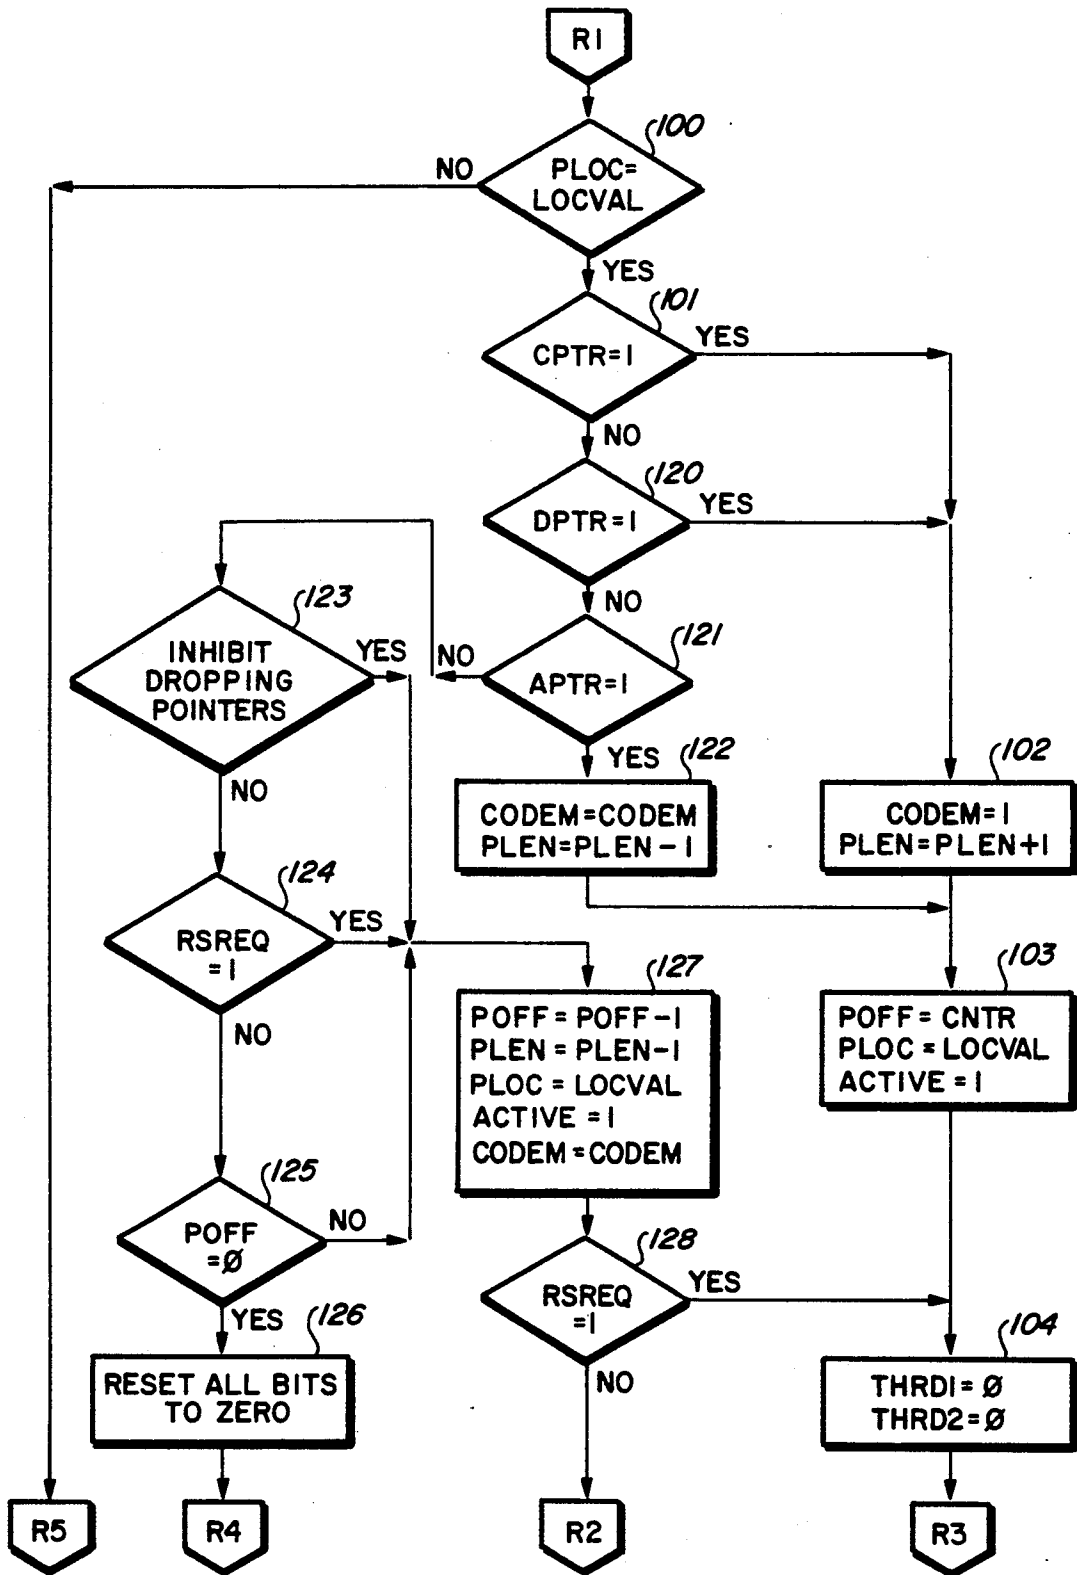 R1
100
PLOC=
LOCVAL
NO
YES
101
CPTR=1
YES
NO
120
DPTR=1
YES
NO
123
INHIBIT
DROPPING
POINTERS
YES
NO
121
APTR=1
NO
YES
122
CODEM=CODEM
PLEN=PLEN-1
102
CODEM=1
PLEN=PLEN+1
124
RSREQ
=1
YES
NO
127
POFF=POFF-1
PLEN=PLEN-1
PLOC=LOCVAL
ACTIVE=1
CODEM=CODEM
103
POFF=CNTR
PLOC=LOCVAL
ACTIVE=1
125
POFF
=Ø
NO
YES
128
RSREQ
=1
YES
NO
126
RESET ALL BITS
TO ZERO
104
THRD1=Ø
THRD2=Ø
R5
R4
R2
R3